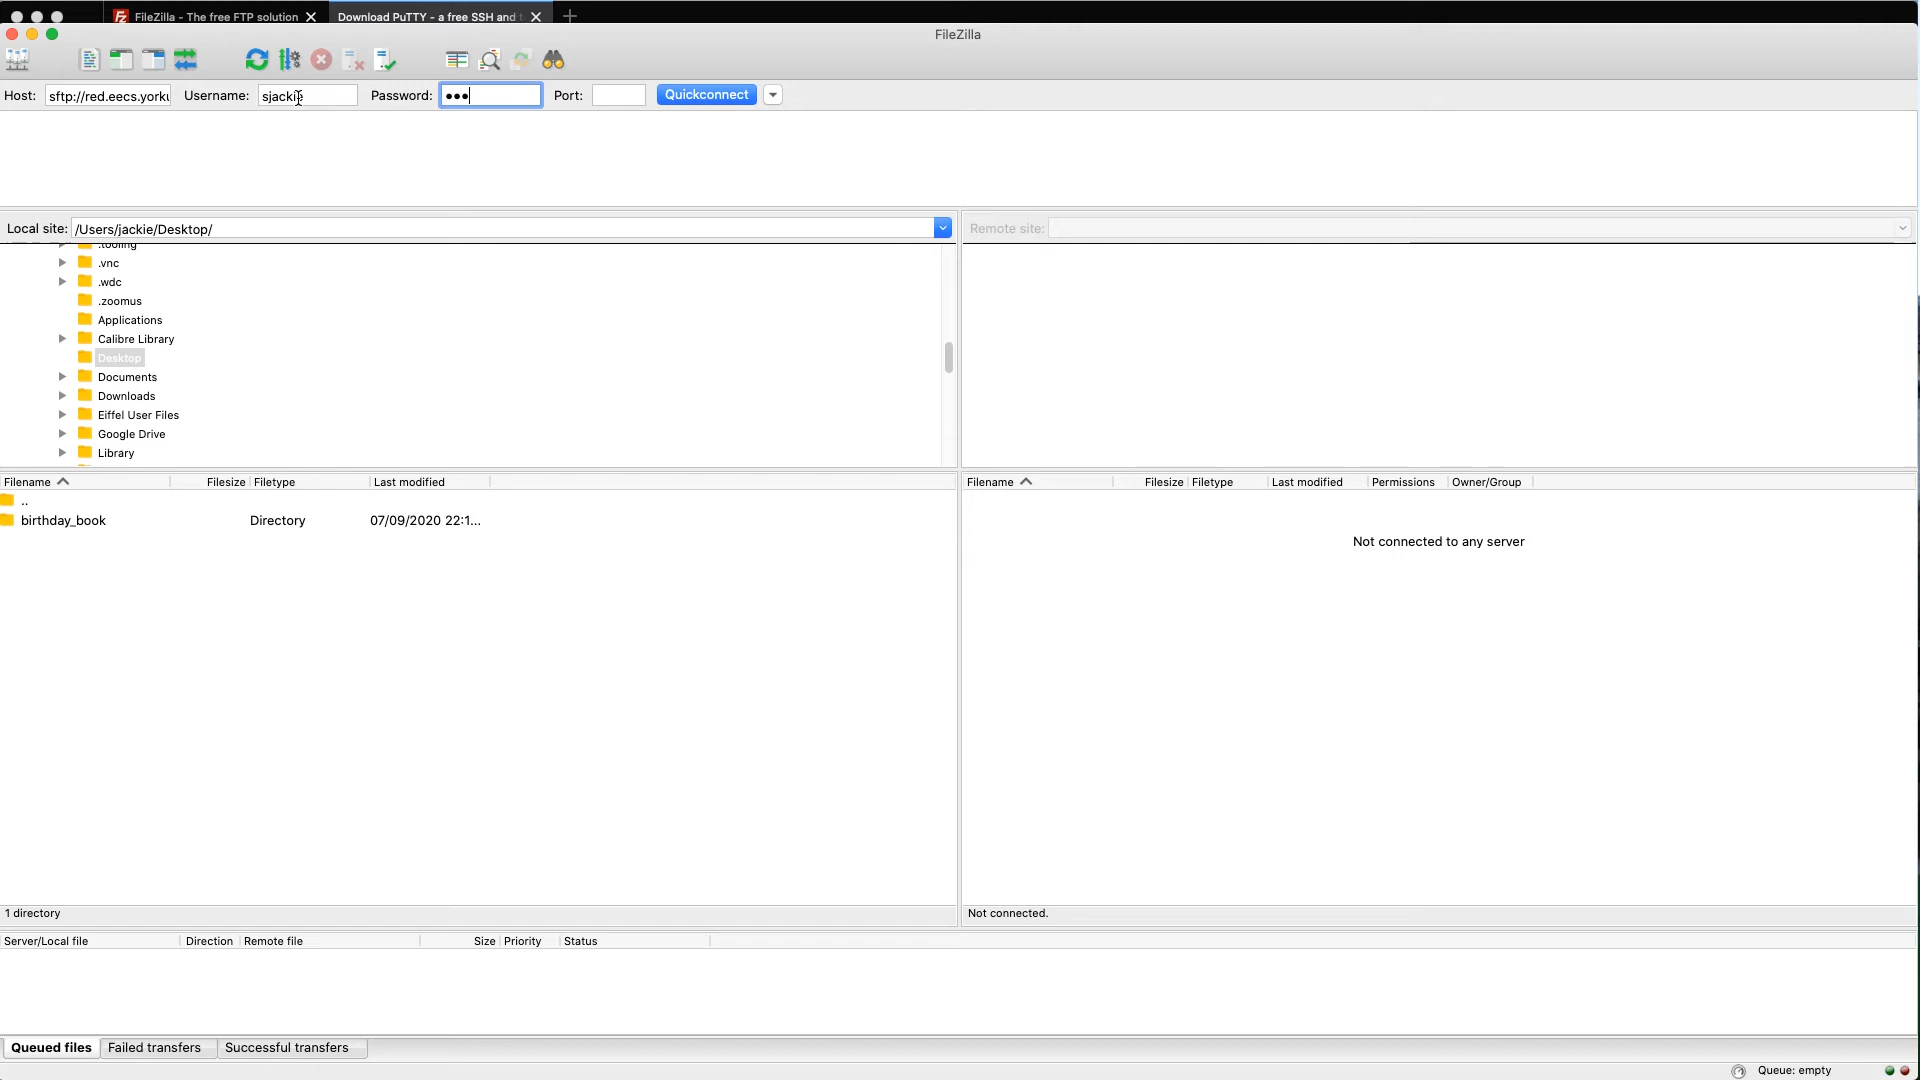 FileZilla - The free FTP solution
Download PuTTY - a free SSH and
FileZilla
Host: sftp://red.eecs.yorku Username: sjackie Password: ●●● Port: Quickconnect
Local site: /Users/jackie/Desktop/
Remote site:
.tooling
.vnc
.wdc
.zoomus
Applications
Calibre Library
Desktop
Documents
Downloads
Eiffel User Files
Google Drive
Library
Filename Filesize Filetype Last modified
..
birthday_book Directory 07/09/2020 22:1...
1 directory
Filename Filesize Filetype Last modified Permissions Owner/Group
Not connected to any server
Not connected.
Server/Local file Direction Remote file Size Priority Status
Queued files Failed transfers Successful transfers
Queue: empty